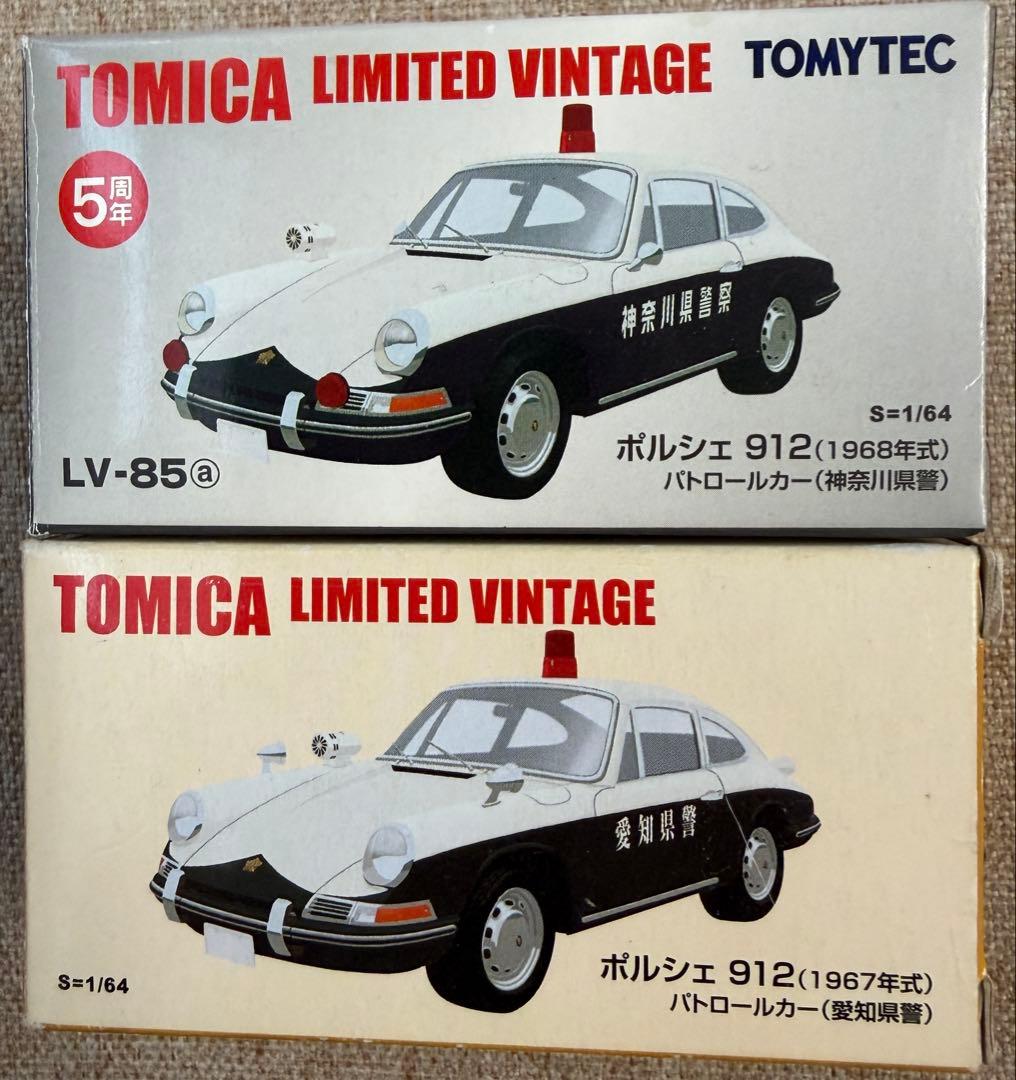 TOMICA LIMITED VINTAGE TOMYTEC
5周年
神奈川県警察
S=1/64
LV-85ⓐ
ポルシェ 912(1968年式)
パトロールカー(神奈川県警)
TOMICA LIMITED VINTAGE
愛知県警
S=1/64
ポルシェ 912(1967年式)
パトロールカー(愛知県警)